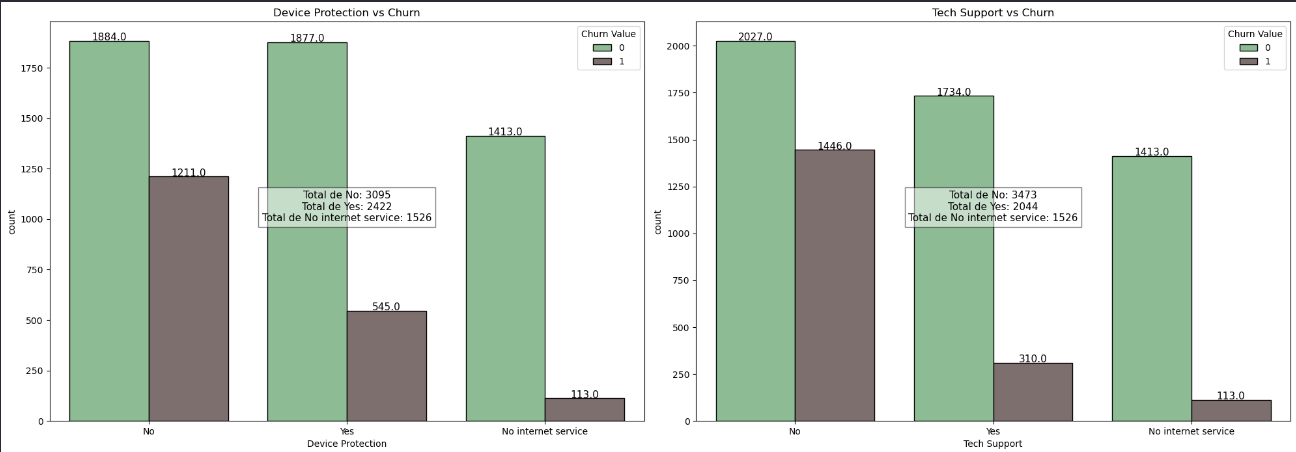 Device Protection vs Churn
1884.0
1877.0
1413.0
1211.0
545.0
113.0
Churn Value
0
1
Total de No: 3095
Total de Yes: 2422
Total de No internet service: 1526
1750
1500
1250
1000
750
500
250
0
count
No
Yes
No internet service
Device Protection
Tech Support vs Churn
2027.0
1734.0
1446.0
1413.0
310.0
113.0
Churn Value
0
1
Total de No: 3473
Total de Yes: 2044
Total de No internet service: 1526
2000
1750
1500
1250
1000
750
500
250
0
count
No
Yes
No internet service
Tech Support